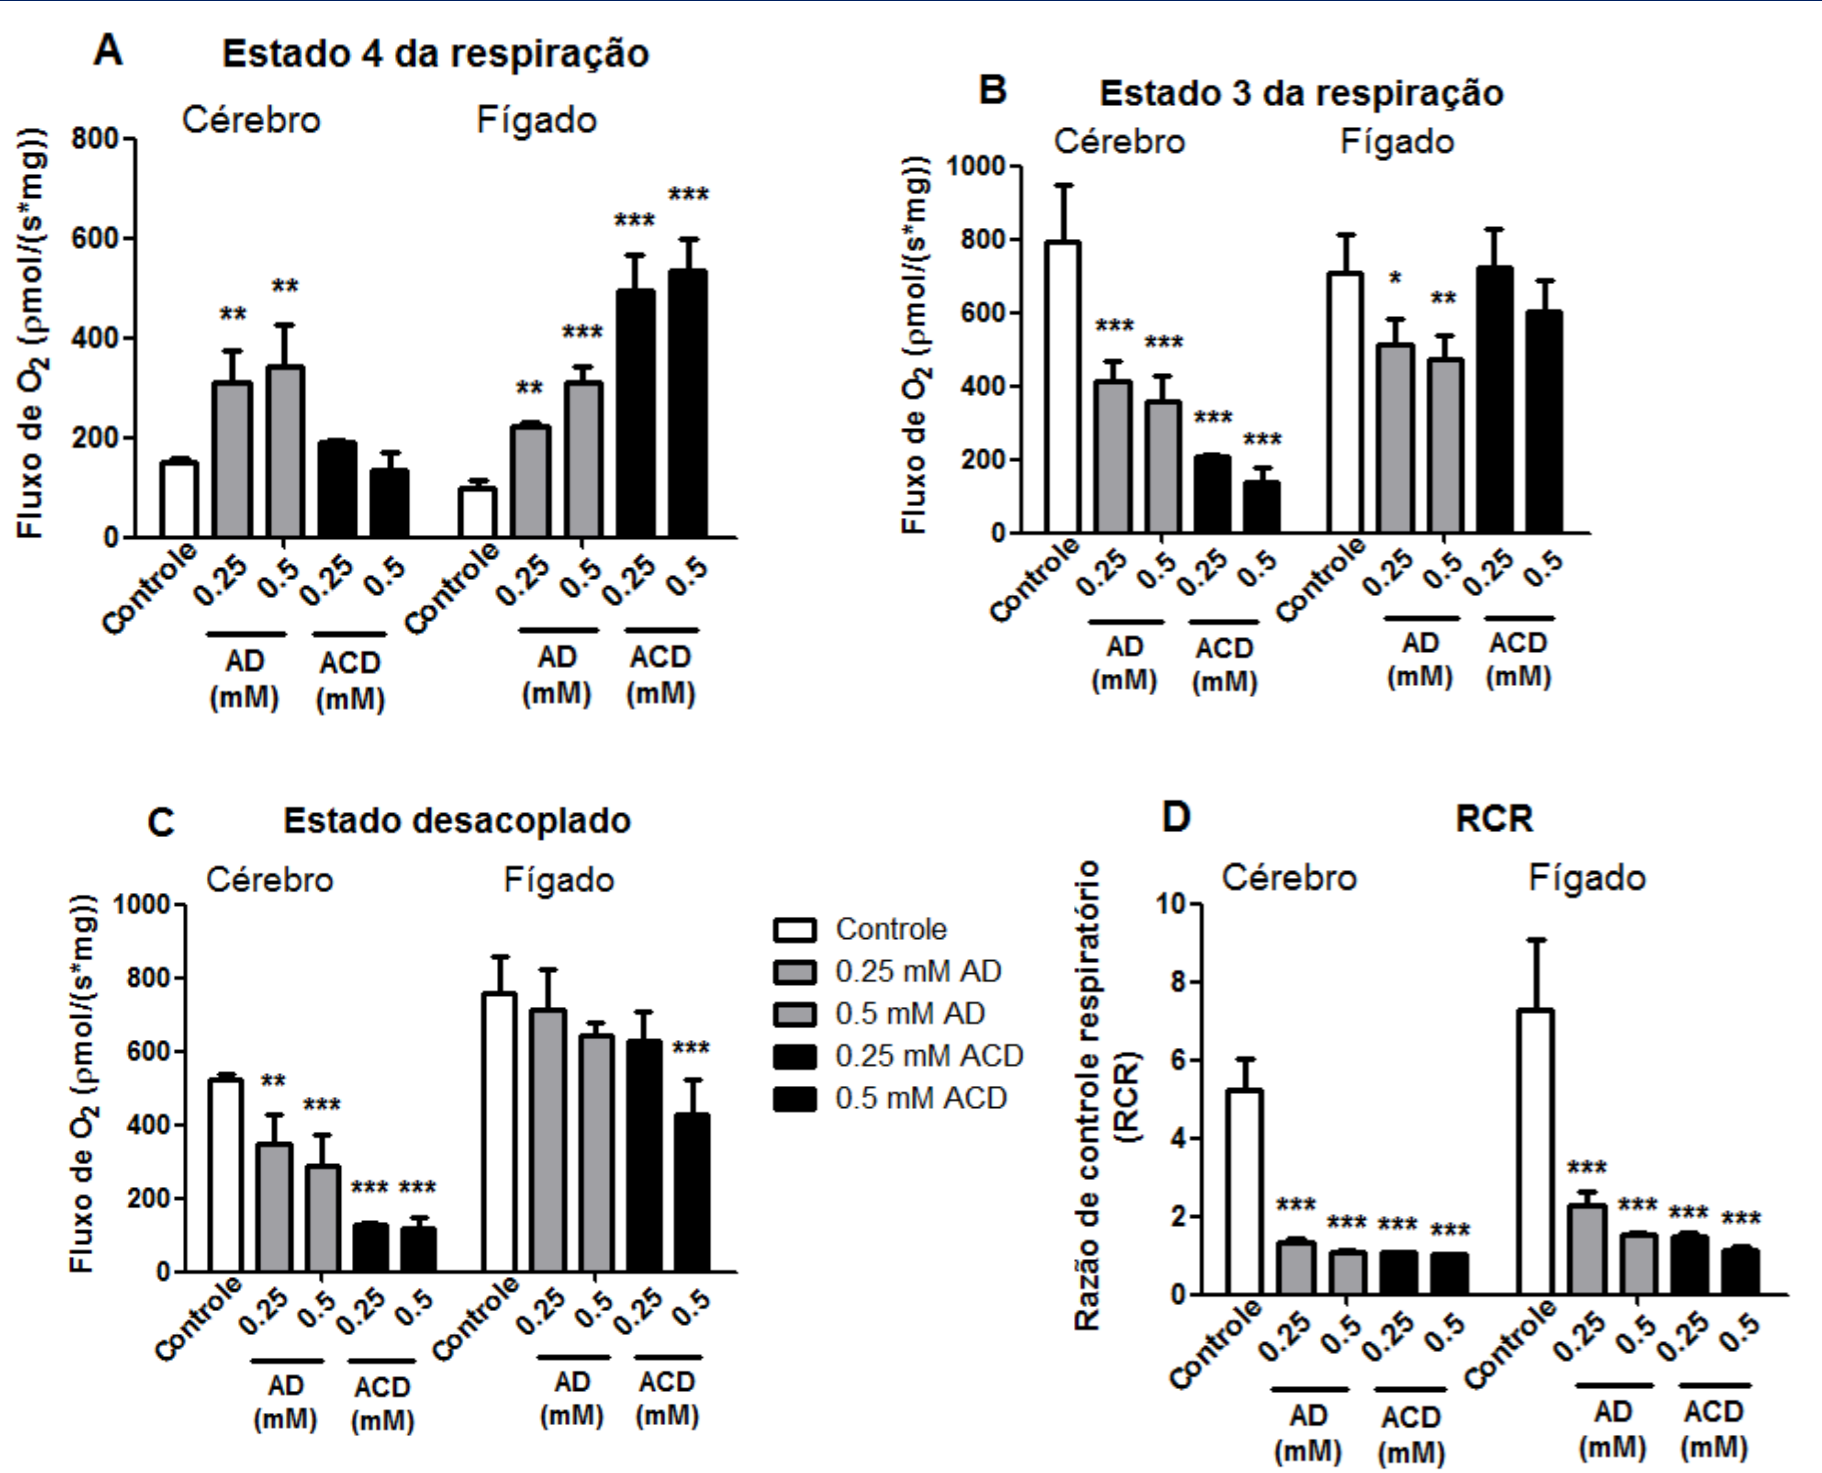 A Estado 4 da respiração
Cérebro Fígado
Fluxo de O2 (ρmol/(s*mg))
800
600
400
200
0
** ** ** *** *** ***
Controle 0.25 0.5 0.25 0.5 Controle 0.25 0.5 0.25 0.5
AD (mM) ACD (mM) AD (mM) ACD (mM)
B Estado 3 da respiração
Cérebro Fígado
Fluxo de O2 (ρmol/(s*mg))
1000
800
600
400
200
0
*** *** *** *** * **
Controle 0.25 0.5 0.25 0.5 Controle 0.25 0.5 0.25 0.5
AD (mM) ACD (mM) AD (mM) ACD (mM)
C Estado desacoplado
Cérebro Fígado
Fluxo de O2 (ρmol/(s*mg))
1000
800
600
400
200
0
** *** *** *** ***
Controle 0.25 0.5 0.25 0.5 Controle 0.25 0.5 0.25 0.5
AD (mM) ACD (mM) AD (mM) ACD (mM)
Controle
0.25 mM AD
0.5 mM AD
0.25 mM ACD
0.5 mM ACD
D RCR
Cérebro Fígado
Razão de controle respiratório
(RCR)
10
8
6
4
2
0
*** *** *** *** *** *** *** ***
Controle 0.25 0.5 0.25 0.5 Controle 0.25 0.5 0.25 0.5
AD (mM) ACD (mM) AD (mM) ACD (mM)